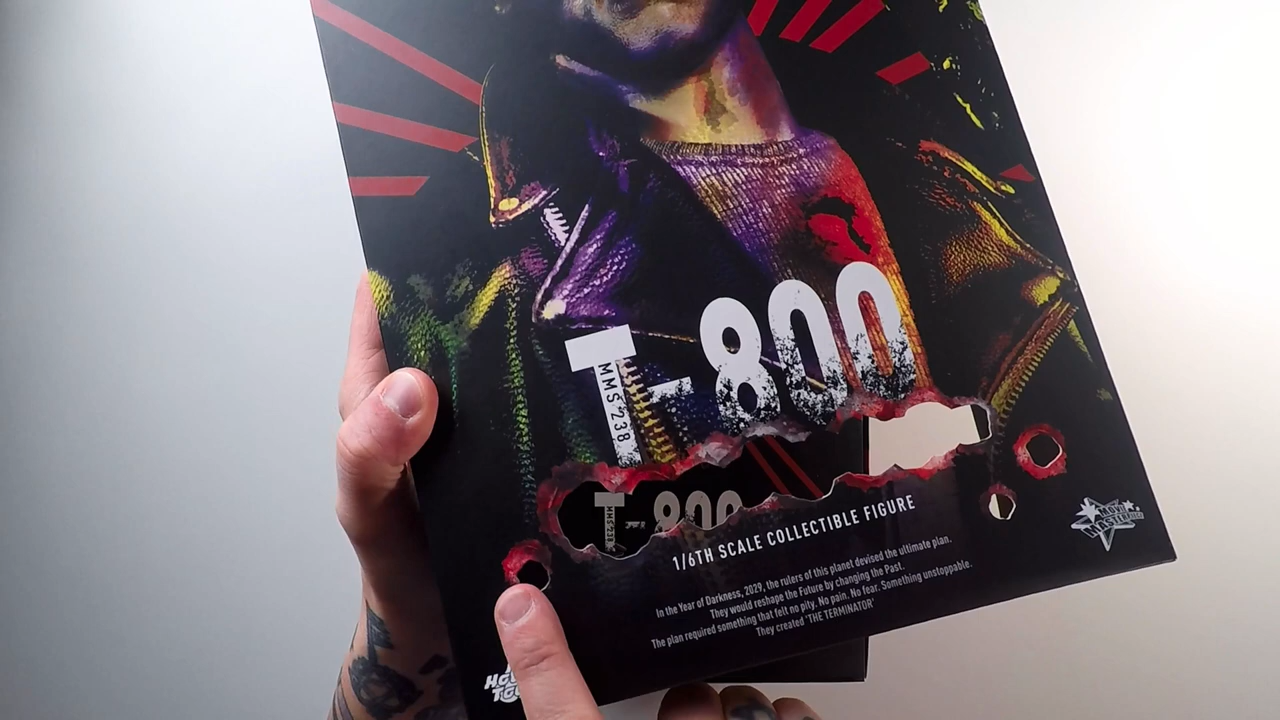 T-800
MMS 238
T-800
MMS 238
1/6TH SCALE COLLECTIBLE FIGURE
In the Year of Darkness, 2029, the rulers of this planet devised the ultimate plan.
They would reshape the Future by changing the Past.
The plan required something that felt no pity. No pain. No fear. Something unstoppable.
They created 'THE TERMINATOR'
MOVIE
MASTERPIECE